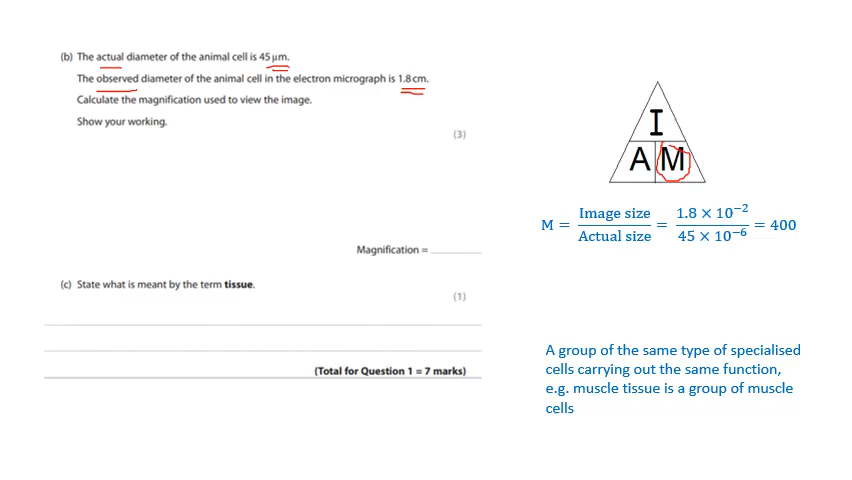 (b) The actual diameter of the animal cell is 45 μm.
The observed diameter of the animal cell in the electron micrograph is 1.8 cm.
Calculate the magnification used to view the image.
Show your working.
(3)
Magnification =
(c) State what is meant by the term tissue.
(1)
(Total for Question 1 = 7 marks)
I
A M
M = Image size / Actual size = 1.8 × 10⁻² / 45 × 10⁻⁶ = 400
A group of the same type of specialised
cells carrying out the same function,
e.g. muscle tissue is a group of muscle
cells